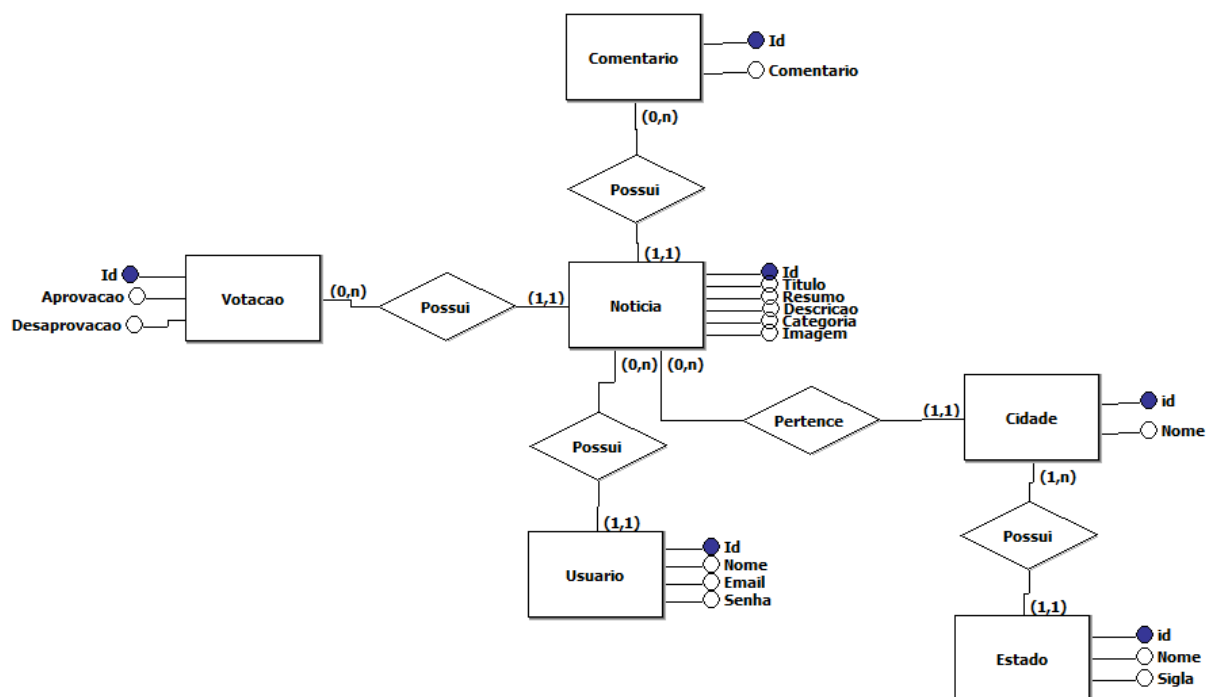 Comentario
Id
Comentario
(0,n)
Possui
(1,1)
Id
Aprovacao
Desaprovacao
Votacao
(0,n)
Possui
(1,1)
Noticia
Id
Titulo
Resumo
Descricao
Categoria
Imagem
(0,n)
(0,n)
Possui
Pertence
(1,1)
Cidade
id
Nome
(1,n)
Possui
(1,1)
Usuario
Id
Nome
Email
Senha
(1,1)
Estado
id
Nome
Sigla